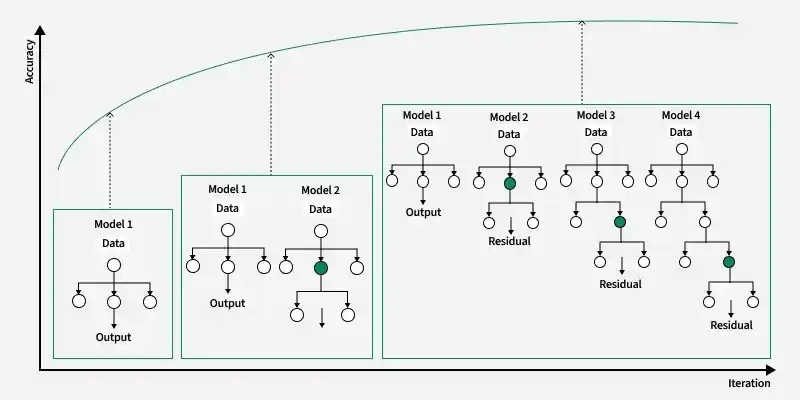 Accuracy
Model 1
Data
Output
Model 1
Data
Output
Model 2
Data
Model 1
Data
Output
Model 2
Data
Residual
Model 3
Data
Residual
Model 4
Data
Residual
Iteration